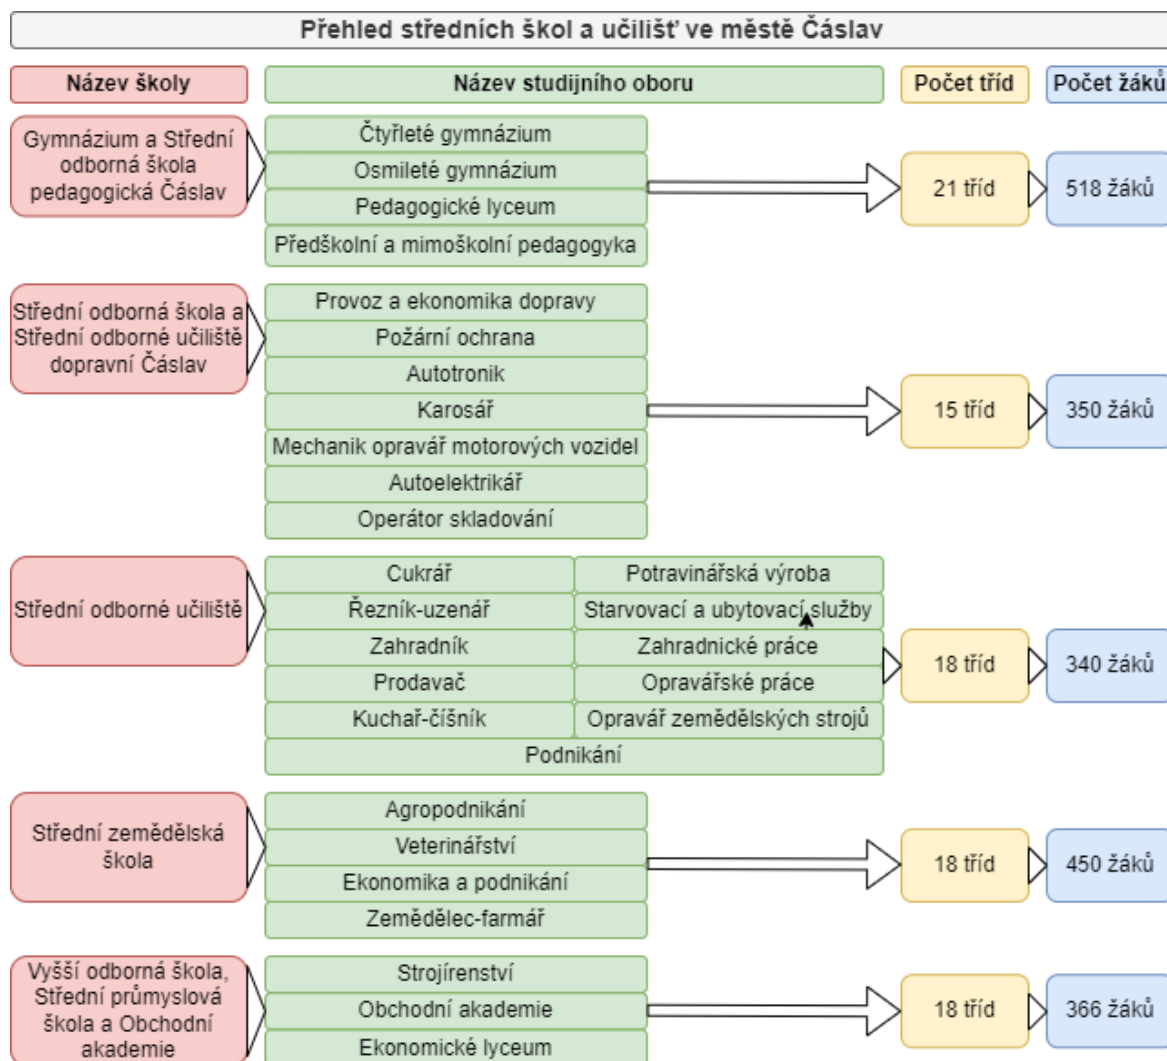 Přehled středních škol a učilišť ve městě Čáslav
Název školy
Název studijního oboru
Počet tříd
Počet žáků
Gymnázium a Střední
odborná škola
pedagogická Čáslav
Čtyřleté gymnázium
Osmileté gymnázium
Pedagogické lyceum
Předškolní a mimoškolní pedagogyka
21 tříd
518 žáků
Střední odborná škola a
Střední odborné učiliště
dopravní Čáslav
Provoz a ekonomika dopravy
Požární ochrana
Autotronik
Karosář
Mechanik opravář motorových vozidel
Autoelektrikář
Operátor skladování
15 tříd
350 žáků
Střední odborné učiliště
Cukrář
Potravinářská výroba
Řezník-uzenář
Starvovací a ubytovací služby
Zahradník
Zahradnické práce
Prodavač
Opravářské práce
Kuchař-číšník
Opravář zemědělských strojů
Podnikání
18 tříd
340 žáků
Střední zemědělská
škola
Agropodnikání
Veterinářství
Ekonomika a podnikání
Zemědělec-farmář
18 tříd
450 žáků
Vyšší odborná škola,
Střední průmyslová
škola a Obchodní
akademie
Strojírenství
Obchodní akademie
Ekonomické lyceum
18 tříd
366 žáků